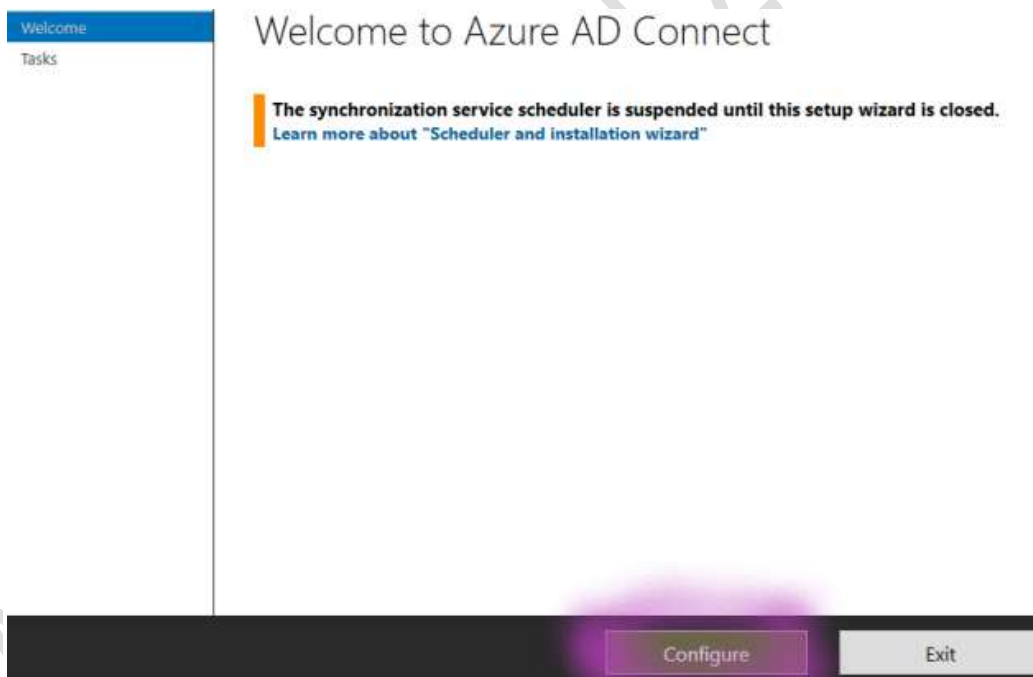 Welcome
Tasks
Welcome to Azure AD Connect
The synchronization service scheduler is suspended until this setup wizard is closed.
Learn more about "Scheduler and installation wizard"
Configure
Exit